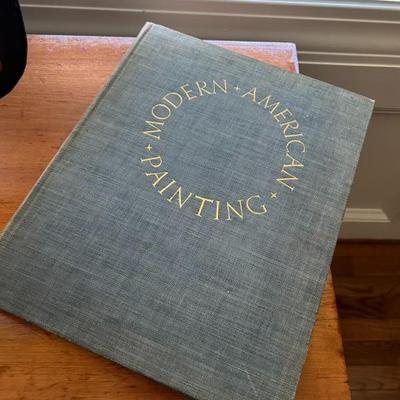 MODERN + AMERICAN + PAINTING +